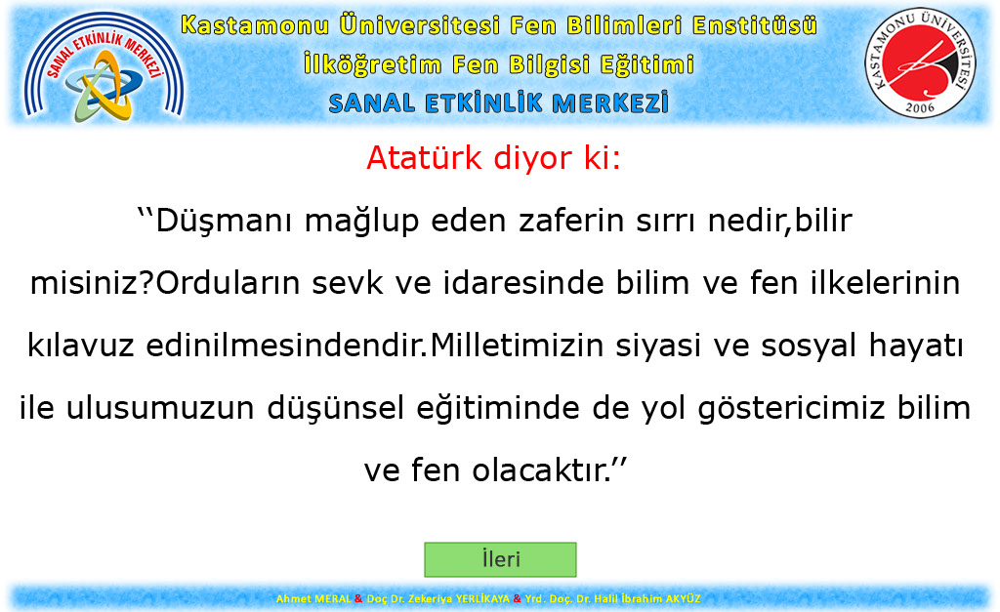 Kastamonu Üniversitesi Fen Bilimleri Enstitüsü
İlköğretim Fen Bilgisi Eğitimi
SANAL ETKİNLİK MERKEZİ
SANAL ETKİNLİK MERKEZİ
KASTAMONU ÜNİVERSİTESİ
2006
Atatürk diyor ki:
‘‘Düşmanı mağlup eden zaferin sırrı nedir,bilir
misiniz?Orduların sevk ve idaresinde bilim ve fen ilkelerinin
kılavuz edinilmesindendir.Milletimizin siyasi ve sosyal hayatı
ile ulusumuzun düşünsel eğitiminde de yol göstericimiz bilim
ve fen olacaktır.’’
İleri
Ahmet MERAL & Doç Dr. Zekeriya YERLİKAYA & Yrd. Doç. Dr. Halil İbrahim AKYÜZ